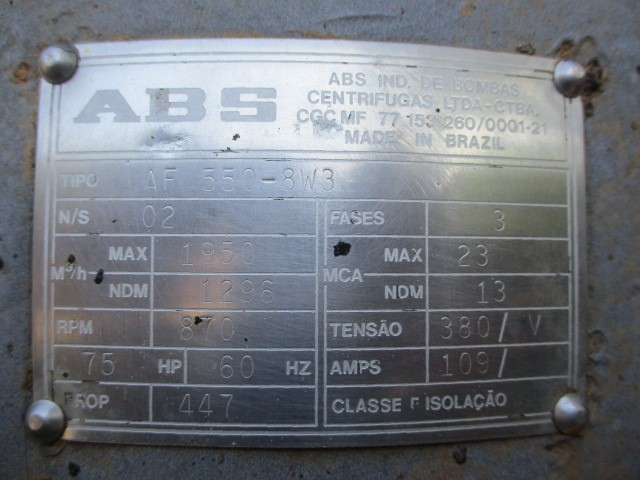 ABS
ABS IND. DE BOMBAS
CENTRIFUGAS, LTDA-CTBA.
CGC MF 77 153 260/0001-21
MADE IN BRAZIL
TIPO AF 550-8W3
N/S 02 FASES 3
M³/h MAX 1950 MCA MAX 23
NOM 1296 NOM 13
RPM 870 TENSÃO 380/ V
75 HP 60 HZ AMPS 109/
PROP 447 CLASSE F ISOLAÇÃO